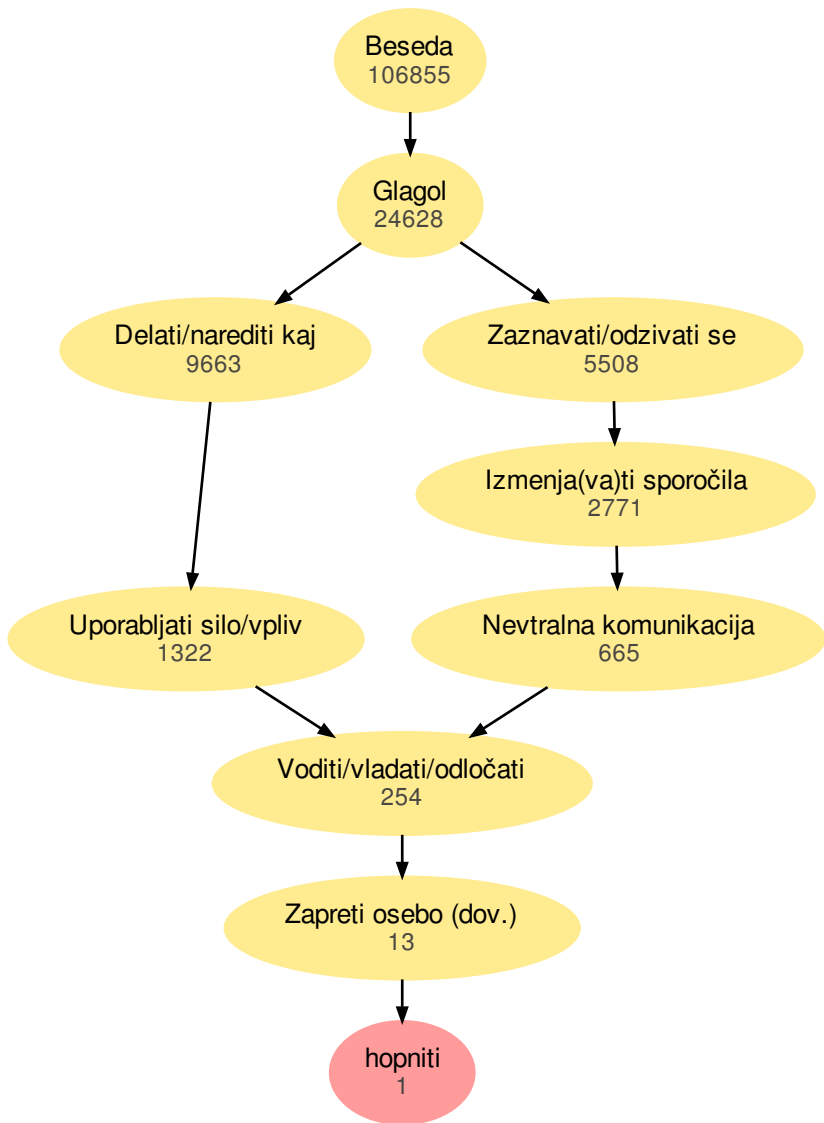 Beseda
106855
Glagol
24628
Delati/narediti kaj
9663
Zaznavati/odzivati se
5508
Izmenja(va)ti sporočila
2771
Uporabljati silo/vpliv
1322
Nevtralna komunikacija
665
Voditi/vladati/odločati
254
Zapreti osebo (dov.)
13
hopniti
1